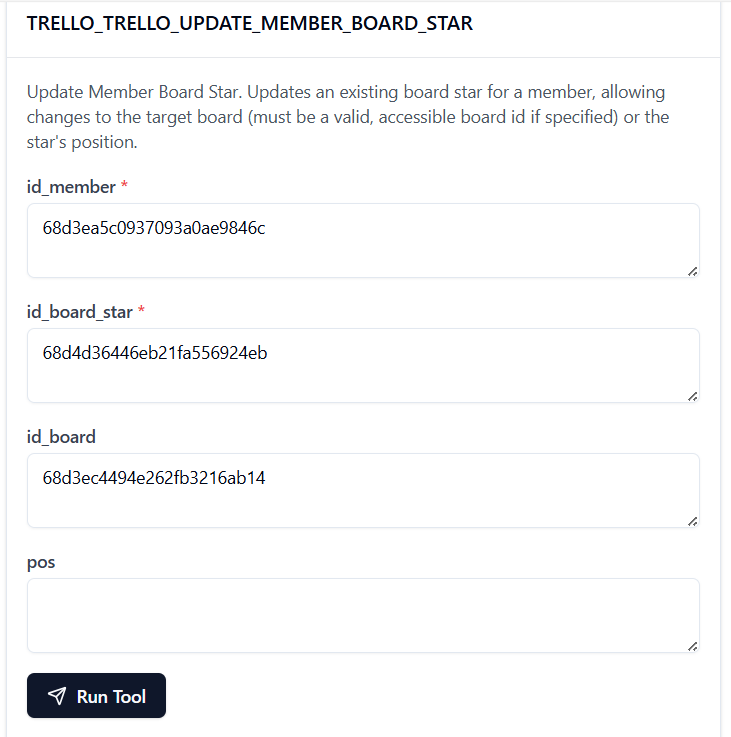 TRELLO_TRELLO_UPDATE_MEMBER_BOARD_STAR
Update Member Board Star. Updates an existing board star for a member, allowing
changes to the target board (must be a valid, accessible board id if specified) or the
star's position.
id_member *
68d3ea5c0937093a0ae9846c
id_board_star *
68d4d36446eb21fa556924eb
id_board
68d3ec4494e262fb3216ab14
pos
Run Tool